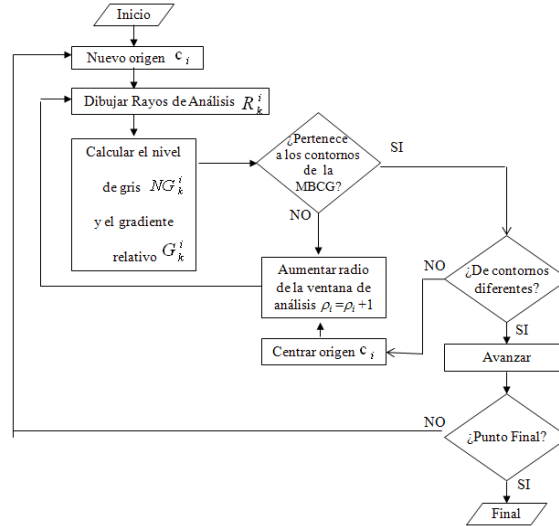 Inicio
Nuevo origen c i
Dibujar Rayos de Análisis R i k
Calcular el nivel
de gris NG i k
y el gradiente
relativo G i k
¿Pertenece
a los contornos
de la
MBCG?
SI
NO
Aumentar radio
de la ventana de
análisis ρi=ρi+1
Centrar origen c i
NO
¿De contornos
diferentes?
SI
Avanzar
NO
¿Punto Final?
SI
Final